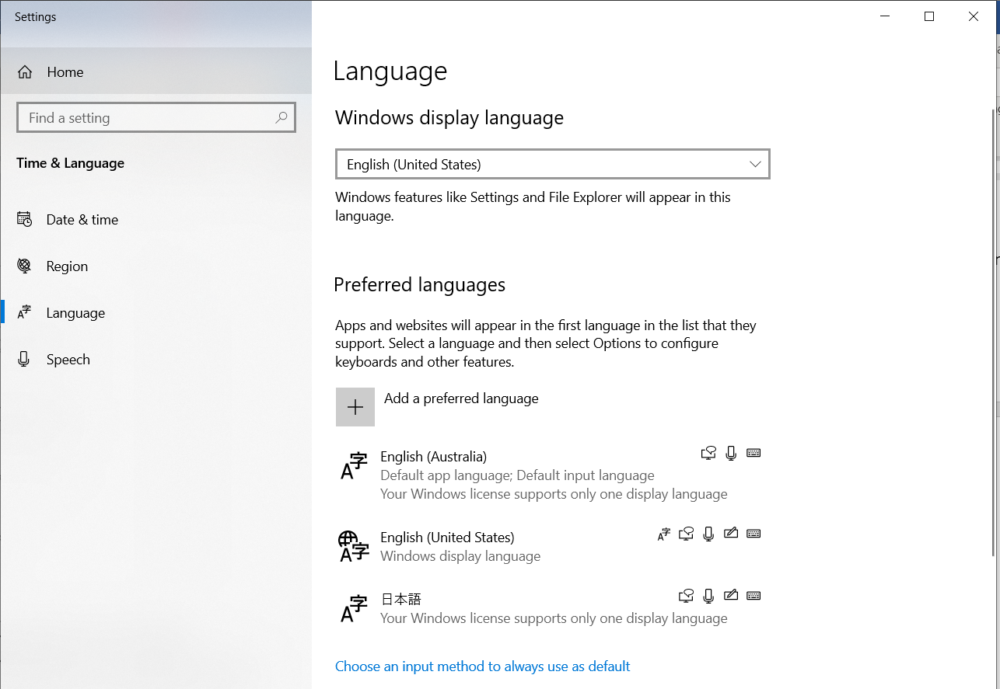 Settings
Home
Find a setting
Time & Language
Date & time
Region
Language
Speech
Language
Windows display language
English (United States)
Windows features like Settings and File Explorer will appear in this
language.
Preferred languages
Apps and websites will appear in the first language in the list that they
support. Select a language and then select Options to configure
keyboards and other features.
Add a preferred language
English (Australia)
Default app language; Default input language
Your Windows license supports only one display language
English (United States)
Windows display language
日本語
Your Windows license supports only one display language
Choose an input method to always use as default